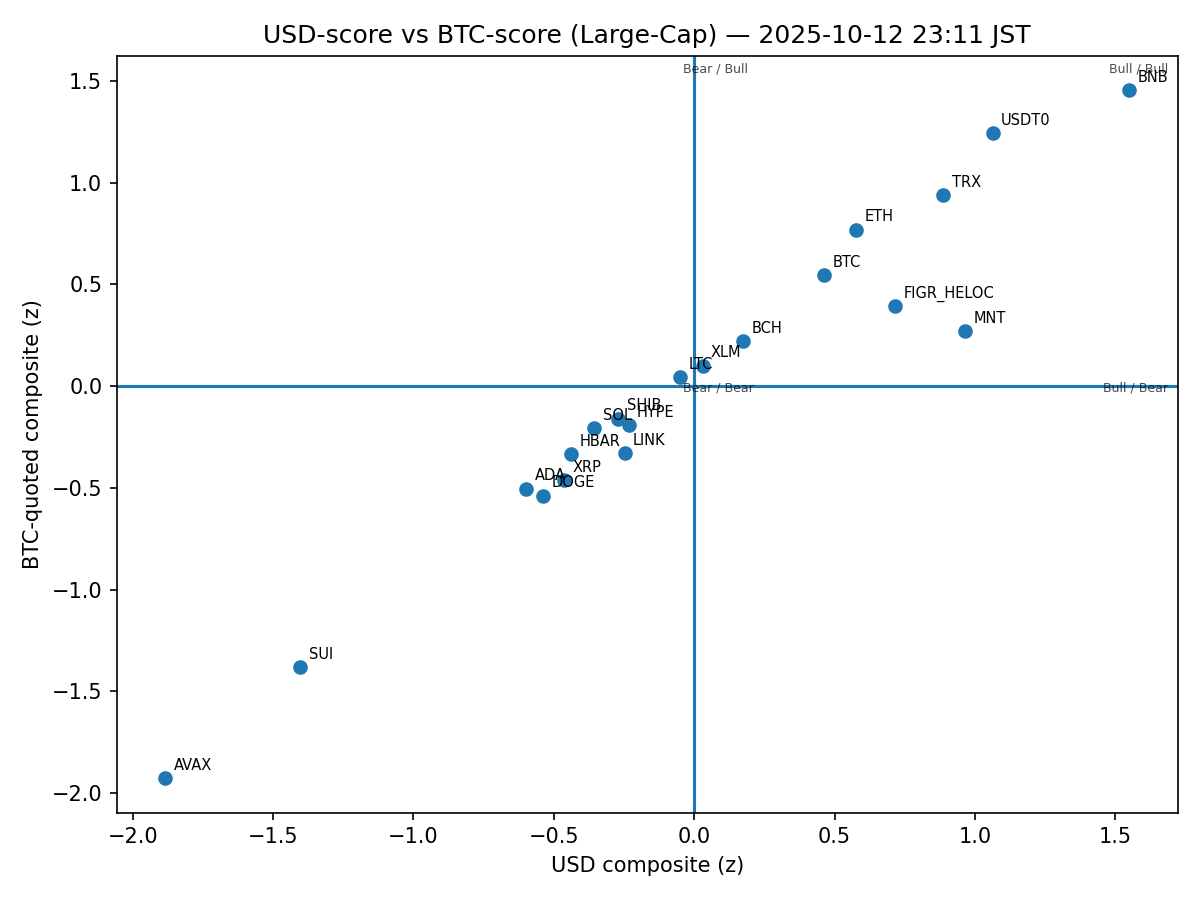 USD-score vs BTC-score (Large-Cap) — 2025-10-12 23:11 JST
Bear / Bull
Bull / Bull
BNB
USDT0
TRX
ETH
BTC
FIGR_HELOC
MNT
BCH
XLM
LTC
Bear / Bear
Bull / Bear
SHIB
HYPE
SOL
LINK
HBAR
XRP
ADA
DOGE
SUI
AVAX
1.5
1.0
0.5
0.0
−0.5
−1.0
−1.5
−2.0
BTC-quoted composite (z)
−2.0 −1.5 −1.0 −0.5 0.0 0.5 1.0 1.5
USD composite (z)